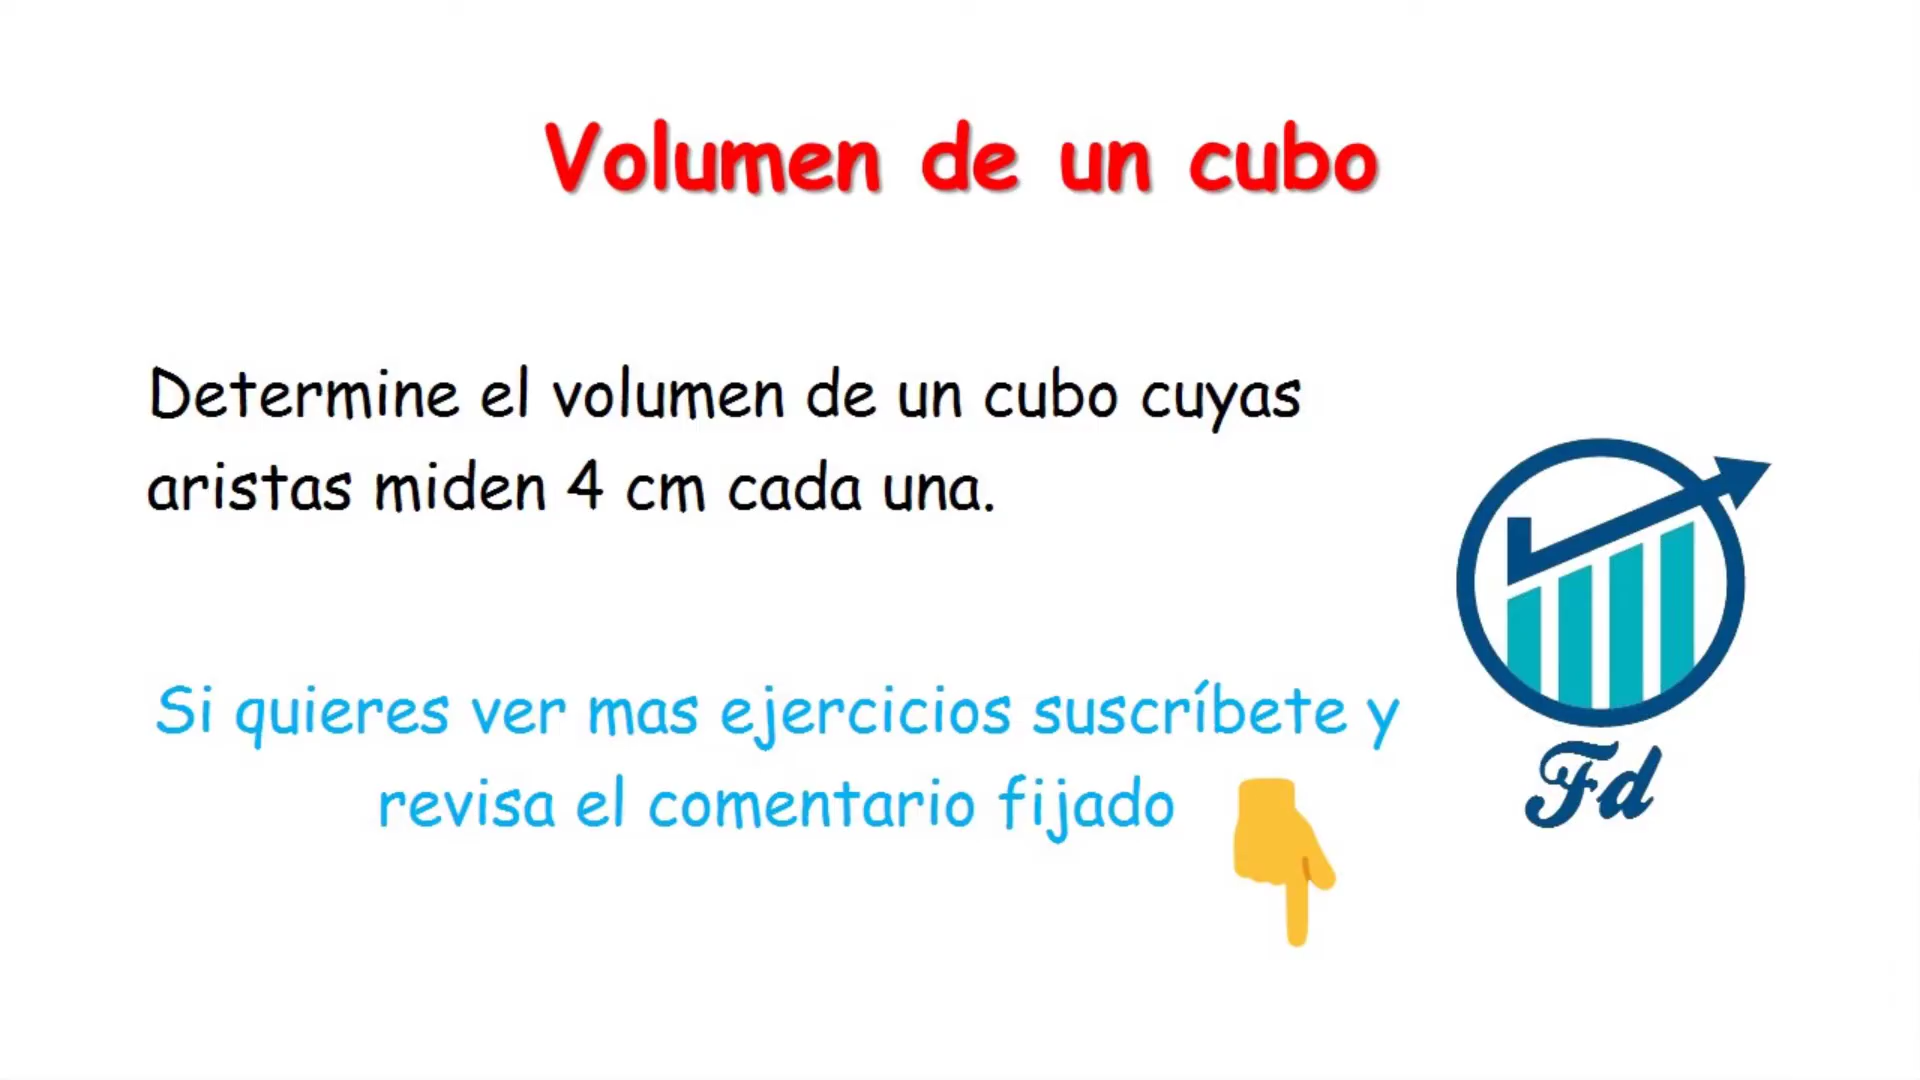 Volumen de un cubo
Determine el volumen de un cubo cuyas
aristas miden 4 cm cada una.
Si quieres ver mas ejercicios suscríbete y
revisa el comentario fijado
Fd